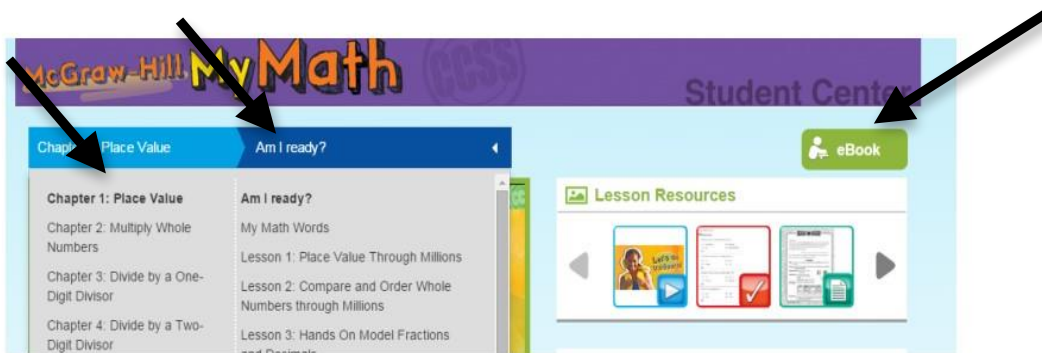 McGraw-Hill My Math
CCSS
Student Center
Chapter Place Value
Am I ready?
eBook
Chapter 1: Place Value
Chapter 2: Multiply Whole
Numbers
Chapter 3: Divide by a One-
Digit Divisor
Chapter 4: Divide by a Two-
Digit Divisor
Am I ready?
My Math Words
Lesson 1: Place Value Through Millions
Lesson 2: Compare and Order Whole
Numbers through Millions
Lesson 3: Hands On Model Fractions
and Decimals
Lesson Resources